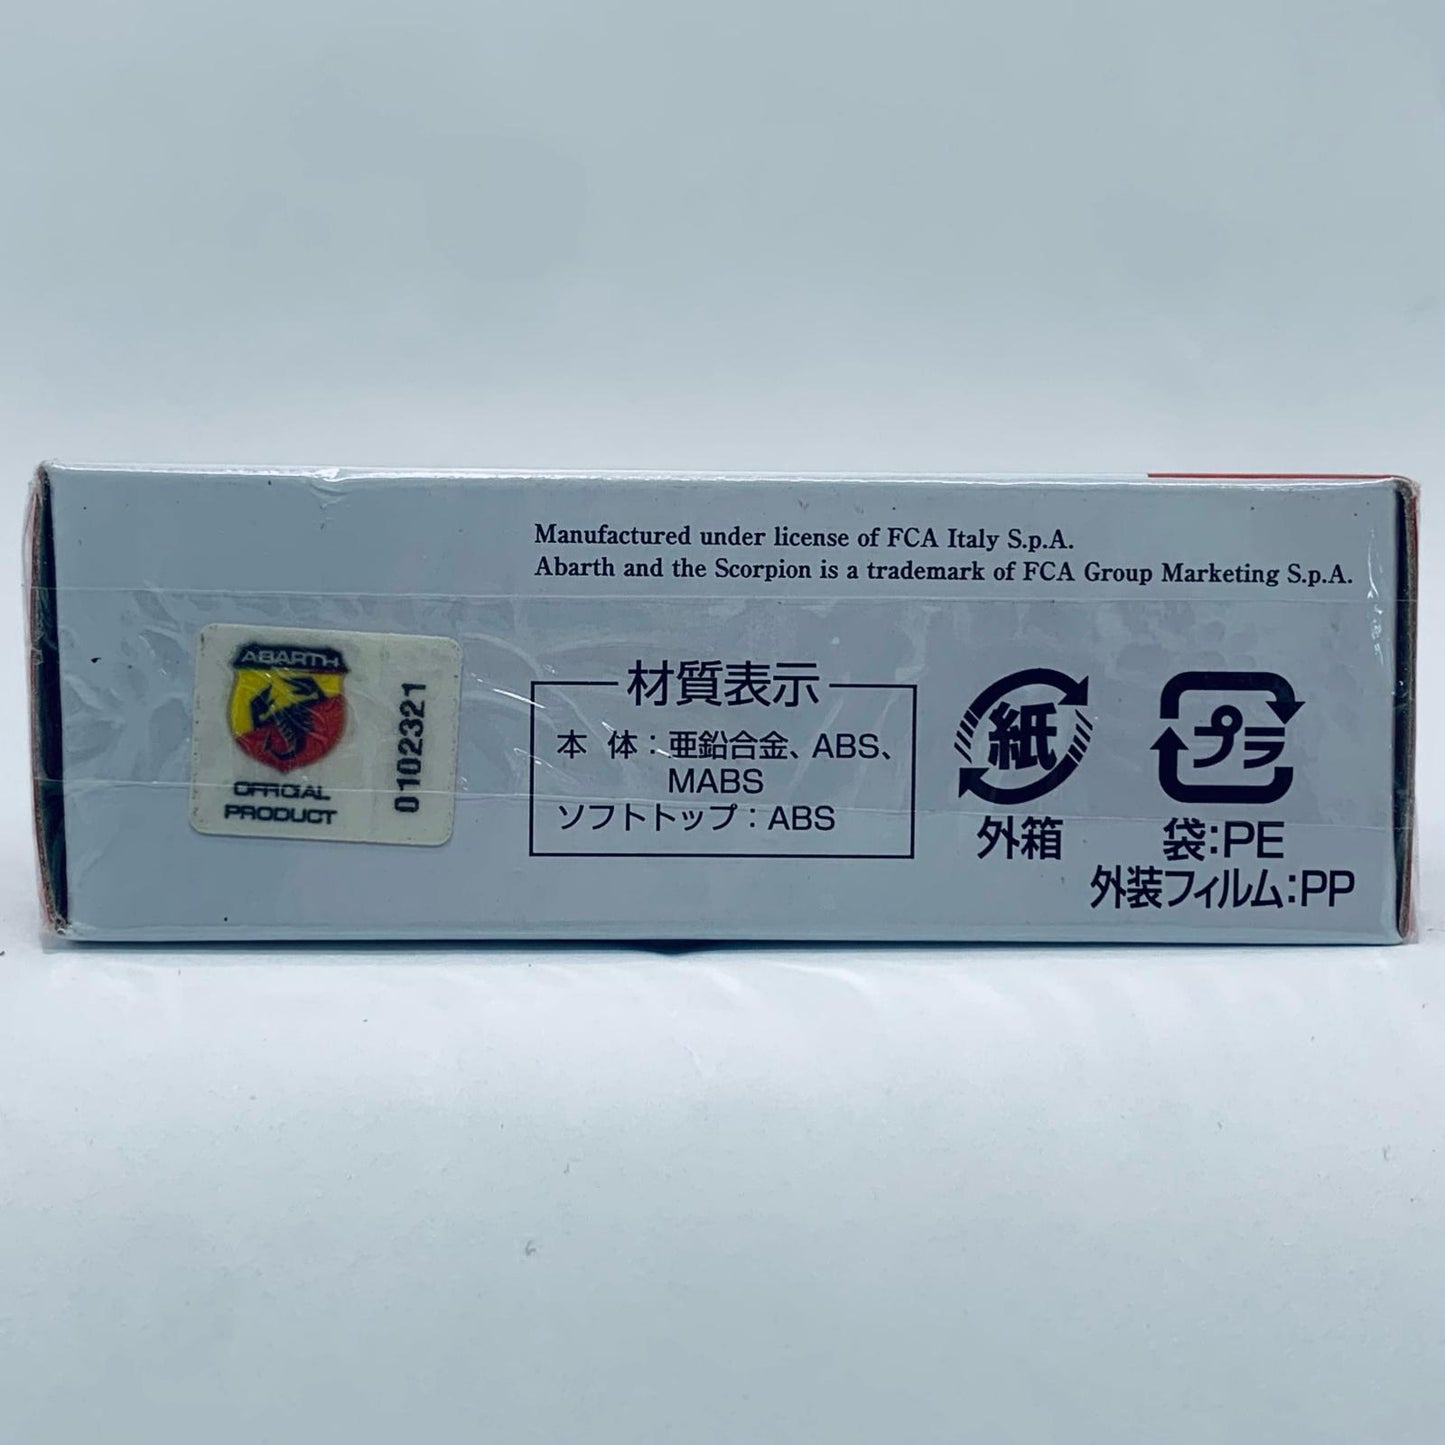 Manufactured under license of FCA Italy S.p.A.
Abarth and the Scorpion is a trademark of FCA Group Marketing S.p.A.
ABARTH
OFFICIAL
PRODUCT
0102321
材質表示
本 体：亜鉛合金、ABS、
MABS
ソフトトップ：ABS
紙
外箱
プラ
袋：PE
外装フィルム：PP